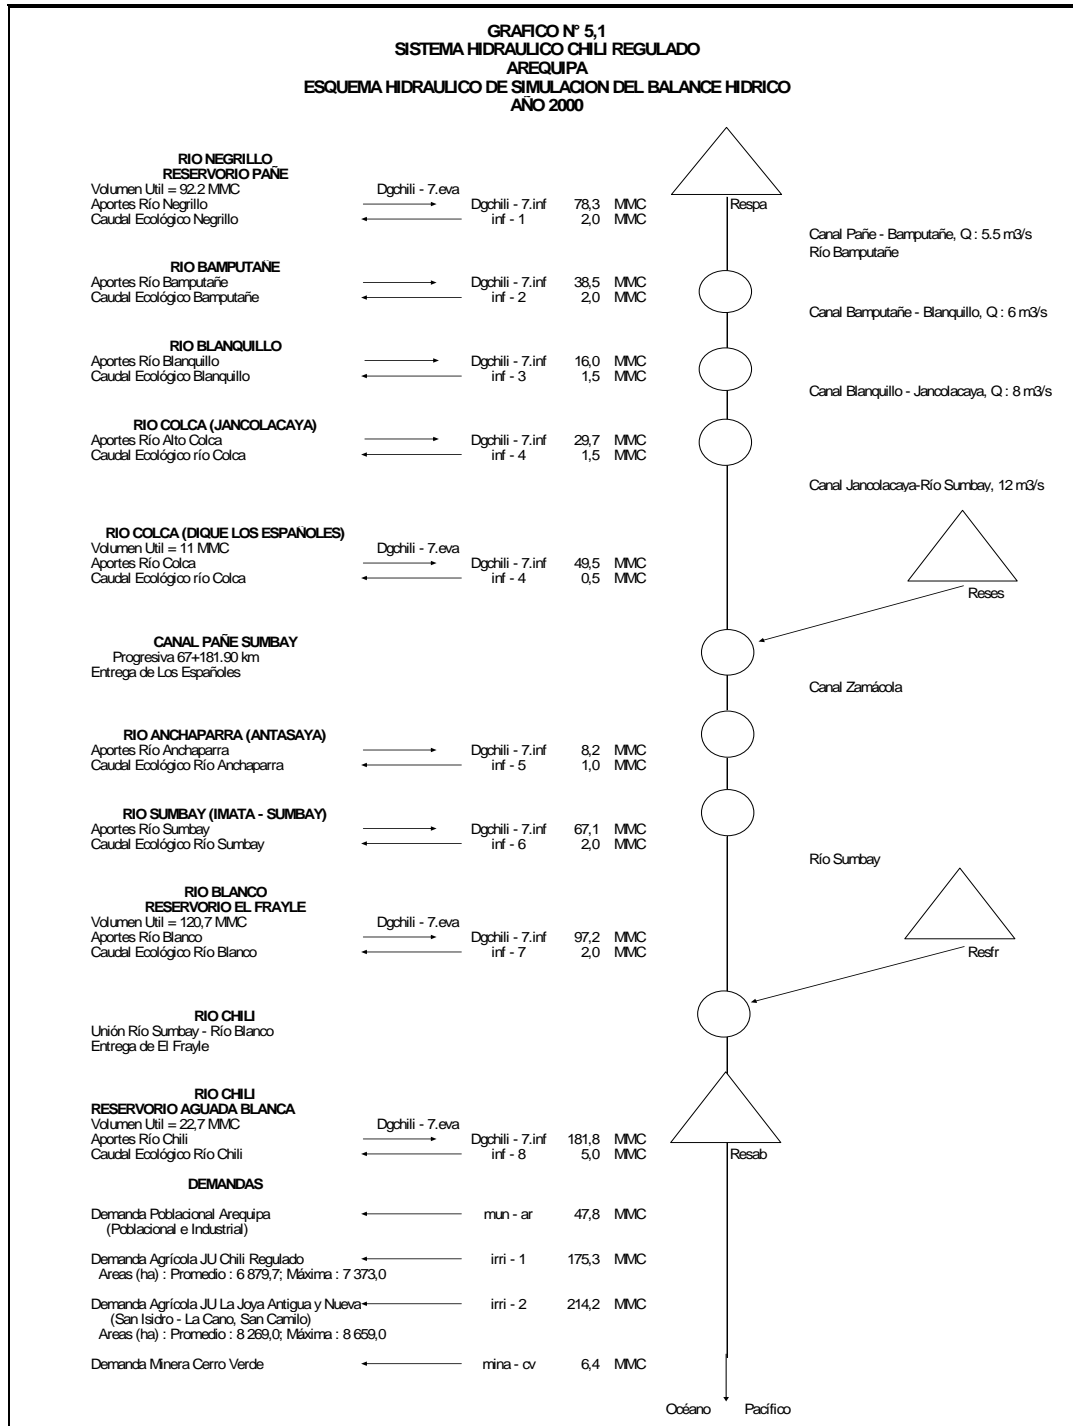 GRAFICO N° 5,1
SISTEMA HIDRAULICO CHILI REGULADO
AREQUIPA
ESQUEMA HIDRAULICO DE SIMULACION DEL BALANCE HIDRICO
AÑO 2000
RIO NEGRILLO
RESERVORIO PAÑE
Volumen Util = 92.2 MMC Dgchili - 7.eva
Aportes Río Negrillo Dgchili - 7.inf 78,3 MMC
Caudal Ecológico Negrillo inf - 1 2,0 MMC
Respa
Canal Pañe - Bamputañe, Q : 5.5 m3/s
Río Bamputañe
RIO BAMPUTAÑE
Aportes Río Bamputañe Dgchili - 7.inf 38,5 MMC
Caudal Ecológico Bamputañe inf - 2 2,0 MMC
Canal Bamputañe - Blanquillo, Q : 6 m3/s
RIO BLANQUILLO
Aportes Río Blanquillo Dgchili - 7.inf 16,0 MMC
Caudal Ecológico Blanquillo inf - 3 1,5 MMC
Canal Blanquillo - Jancolacaya, Q : 8 m3/s
RIO COLCA (JANCOLACAYA)
Aportes Río Alto Colca Dgchili - 7.inf 29,7 MMC
Caudal Ecológico río Colca inf - 4 1,5 MMC
Canal Jancolacaya-Río Sumbay, 12 m3/s
RIO COLCA (DIQUE LOS ESPAÑOLES)
Volumen Util = 11 MMC Dgchili - 7.eva
Aportes Río Colca Dgchili - 7.inf 49,5 MMC
Caudal Ecológico río Colca inf - 4 0,5 MMC
Reses
CANAL PAÑE SUMBAY
Progresiva 67+181.90 km
Entrega de Los Españoles
Canal Zamácola
RIO ANCHAPARRA (ANTASAYA)
Aportes Río Anchaparra Dgchili - 7.inf 8,2 MMC
Caudal Ecológico Río Anchaparra inf - 5 1,0 MMC
RIO SUMBAY (IMATA - SUMBAY)
Aportes Río Sumbay Dgchili - 7.inf 67,1 MMC
Caudal Ecológico Río Sumbay inf - 6 2,0 MMC
Río Sumbay
RIO BLANCO
RESERVORIO EL FRAYLE
Volumen Util = 120,7 MMC Dgchili - 7.eva
Aportes Río Blanco Dgchili - 7.inf 97,2 MMC
Caudal Ecológico Río Blanco inf - 7 2,0 MMC
Resfr
RIO CHILI
Unión Río Sumbay - Río Blanco
Entrega de El Frayle
RIO CHILI
RESERVORIO AGUADA BLANCA
Volumen Util = 22,7 MMC Dgchili - 7.eva
Aportes Río Chili Dgchili - 7.inf 181,8 MMC
Caudal Ecológico Río Chili inf - 8 5,0 MMC
Resab
DEMANDAS
Demanda Poblacional Arequipa mun - ar 47,8 MMC
(Poblacional e Industrial)
Demanda Agrícola JU Chili Regulado irri - 1 175,3 MMC
Areas (ha) : Promedio : 6 879,7; Máxima : 7 373,0
Demanda Agrícola JU La Joya Antigua y Nueva irri - 2 214,2 MMC
(San Isidro - La Cano, San Camilo)
Areas (ha) : Promedio : 8 269,0; Máxima : 8 659,0
Demanda Minera Cerro Verde mina - cv 6,4 MMC
Océano Pacífico